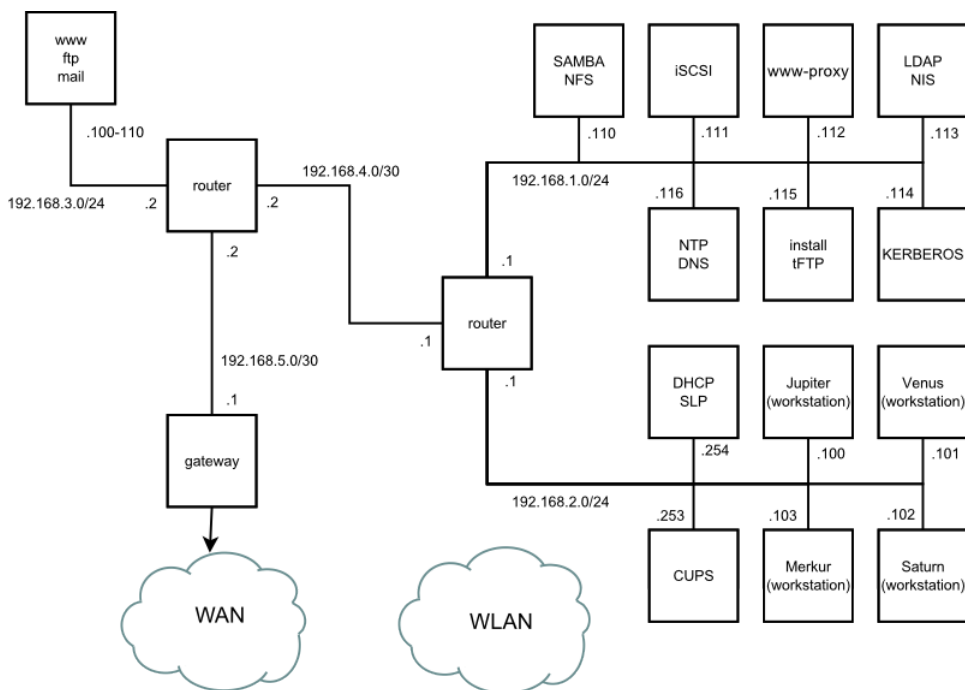 www
ftp
mail
.100-110
192.168.3.0/24
router
.2
.2
.2
192.168.4.0/30
192.168.5.0/30
.1
gateway
WAN
WLAN
router
.1
.1
.1
SAMBA
NFS
.110
iSCSI
.111
www-proxy
.112
LDAP
NIS
.113
192.168.1.0/24
.116
NTP
DNS
.115
install
tFTP
.114
KERBEROS
DHCP
SLP
.254
Jupiter
(workstation)
.100
Venus
(workstation)
.101
192.168.2.0/24
.253
CUPS
.103
Merkur
(workstation)
.102
Saturn
(workstation)